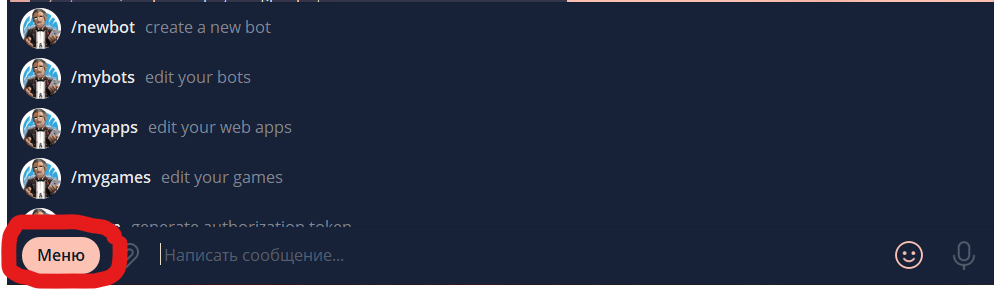 /newbot create a new bot
/mybots edit your bots
/myapps edit your web apps
/mygames edit your games
generate authorization token
Меню
Написать сообщение...